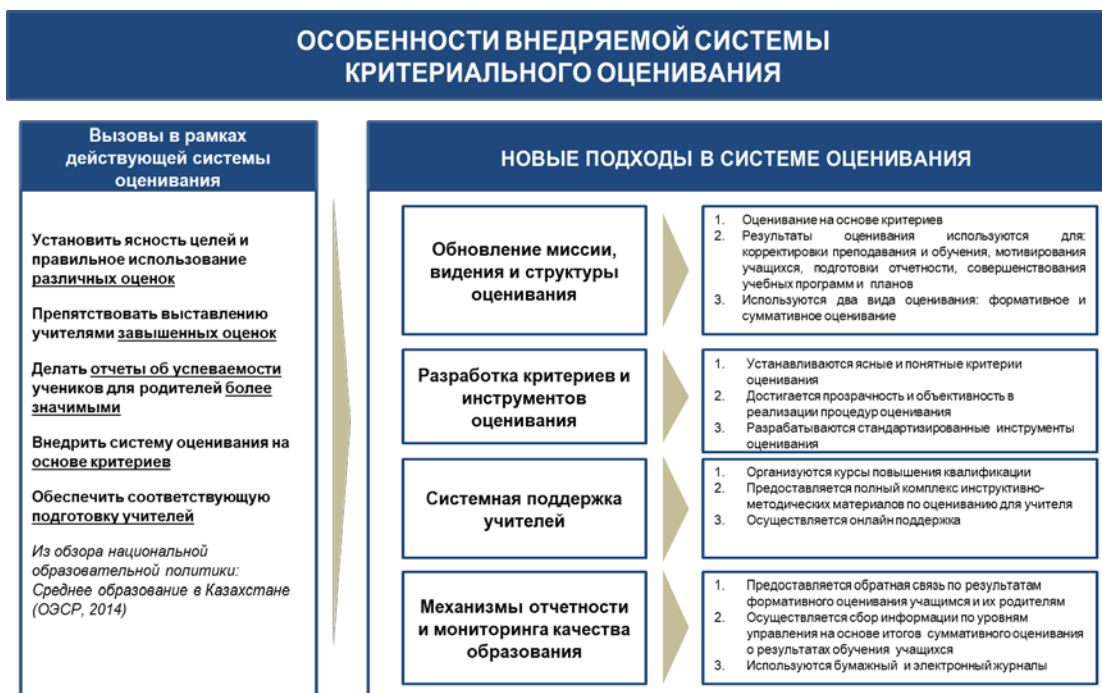 ОСОБЕННОСТИ ВНЕДРЯЕМОЙ СИСТЕМЫ
КРИТЕРИАЛЬНОГО ОЦЕНИВАНИЯ
Вызовы в рамках
действующей системы
оценивания
Установить ясность целей и
правильное использование
различных оценок
Препятствовать выставлению
учителями завышенных оценок
Делать отчеты об успеваемости
учеников для родителей более
значимыми
Внедрить систему оценивания на
основе критериев
Обеспечить соответствующую
подготовку учителей
Из обзора национальной
образовательной политики:
Среднее образование в Казахстане
(ОЭСР, 2014)
НОВЫЕ ПОДХОДЫ В СИСТЕМЕ ОЦЕНИВАНИЯ
Обновление миссии,
видения и структуры
оценивания
1. Оценивание на основе критериев
2. Результаты оценивания используются для:
корректировки преподавания и обучения, мотивирования
учащихся, подготовки отчетности, совершенствования
учебных программ и планов
3. Используются два вида оценивания: формативное и
суммативное оценивание
Разработка критериев и
инструментов
оценивания
1. Устанавливаются ясные и понятные критерии
оценивания
2. Достигается прозрачность и объективность в
реализации процедур оценивания
3. Разрабатываются стандартизированные инструменты
оценивания
Системная поддержка
учителей
1. Организуются курсы повышения квалификации
2. Предоставляется полный комплекс инструктивно-
методических материалов по оцениванию для учителя
3. Осуществляется онлайн поддержка
Механизмы отчетности
и мониторинга качества
образования
1. Предоставляется обратная связь по результатам
формативного оценивания учащимся и их родителям
2. Осуществляется сбор информации по уровням
управления на основе итогов суммативного оценивания
о результатах обучения учащихся
3. Используются бумажный и электронный журналы